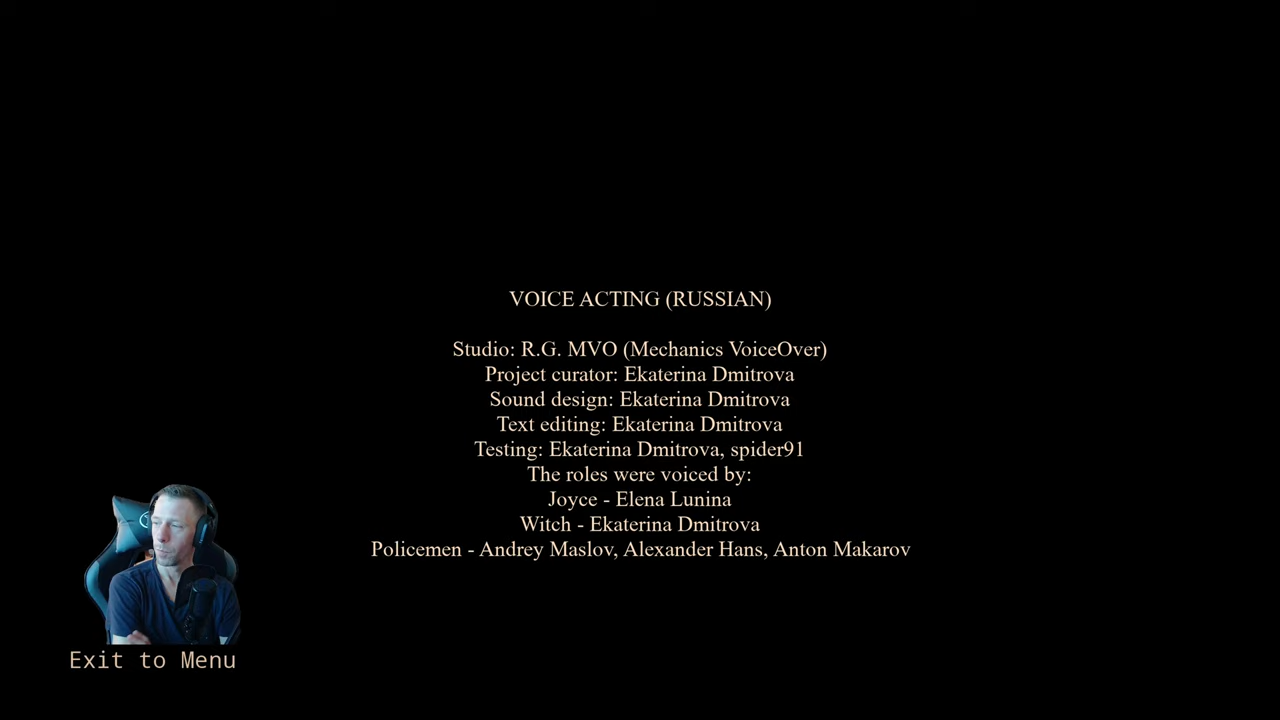 VOICE ACTING (RUSSIAN)
Studio: R.G. MVO (Mechanics VoiceOver)
Project curator: Ekaterina Dmitrova
Sound design: Ekaterina Dmitrova
Text editing: Ekaterina Dmitrova
Testing: Ekaterina Dmitrova, spider91
The roles were voiced by:
Joyce - Elena Lunina
Witch - Ekaterina Dmitrova
Policemen - Andrey Maslov, Alexander Hans, Anton Makarov
Exit to Menu